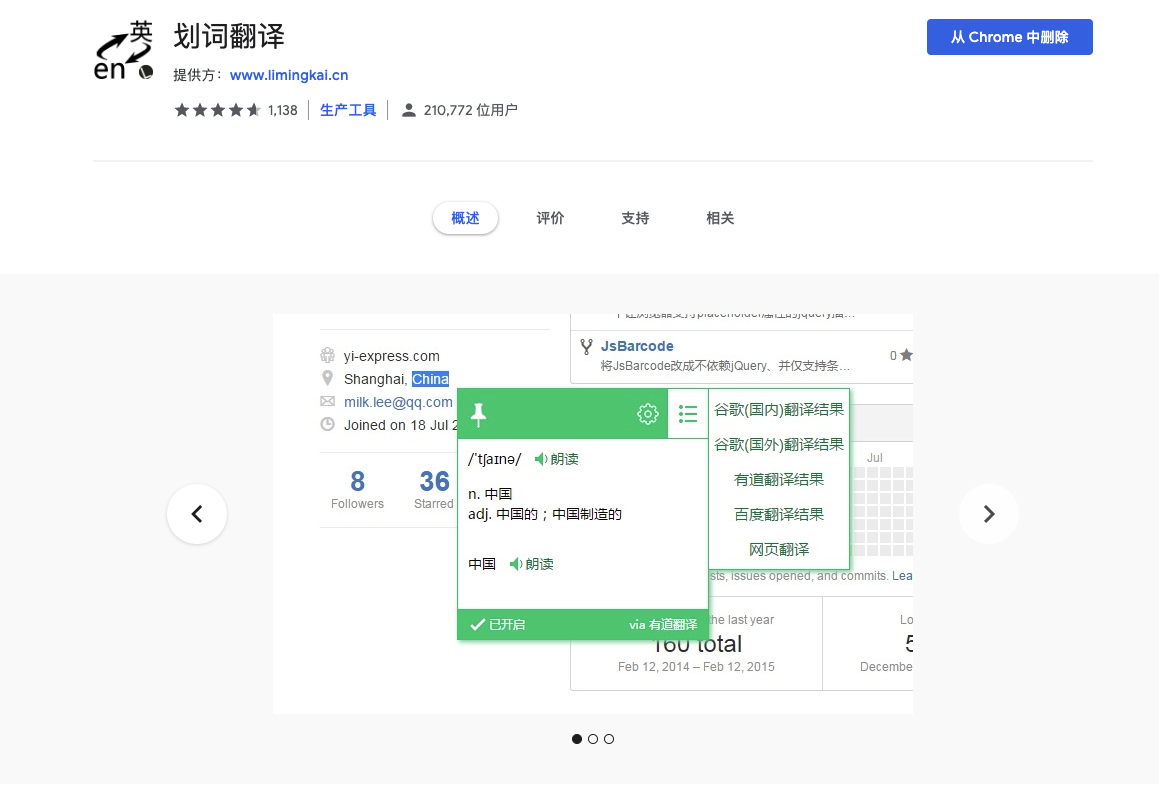 英
en
划词翻译
从 Chrome 中删除
提供方： www.limingkai.cn
1,138
生产工具
210,772 位用户
概述
评价
支持
相关
yi-express.com
Shanghai, China
milk.lee@qq.com
Joined on 18 Jul 2
8
Followers
36
Starred
JsBarcode
将JsBarcode改成不依赖jQuery、并仅支持条…
0
/'tʃaɪnə/ 朗读
n. 中国
adj. 中国的；中国制造的
中国 朗读
已开启
via 有道翻译
谷歌(国内)翻译结果
谷歌(国外)翻译结果
有道翻译结果
百度翻译结果
网页翻译
Jul
sts, issues opened, and commits. Lea
the last year
160 total
Feb 12, 2014 – Feb 12, 2015
Lo
5
Decembe